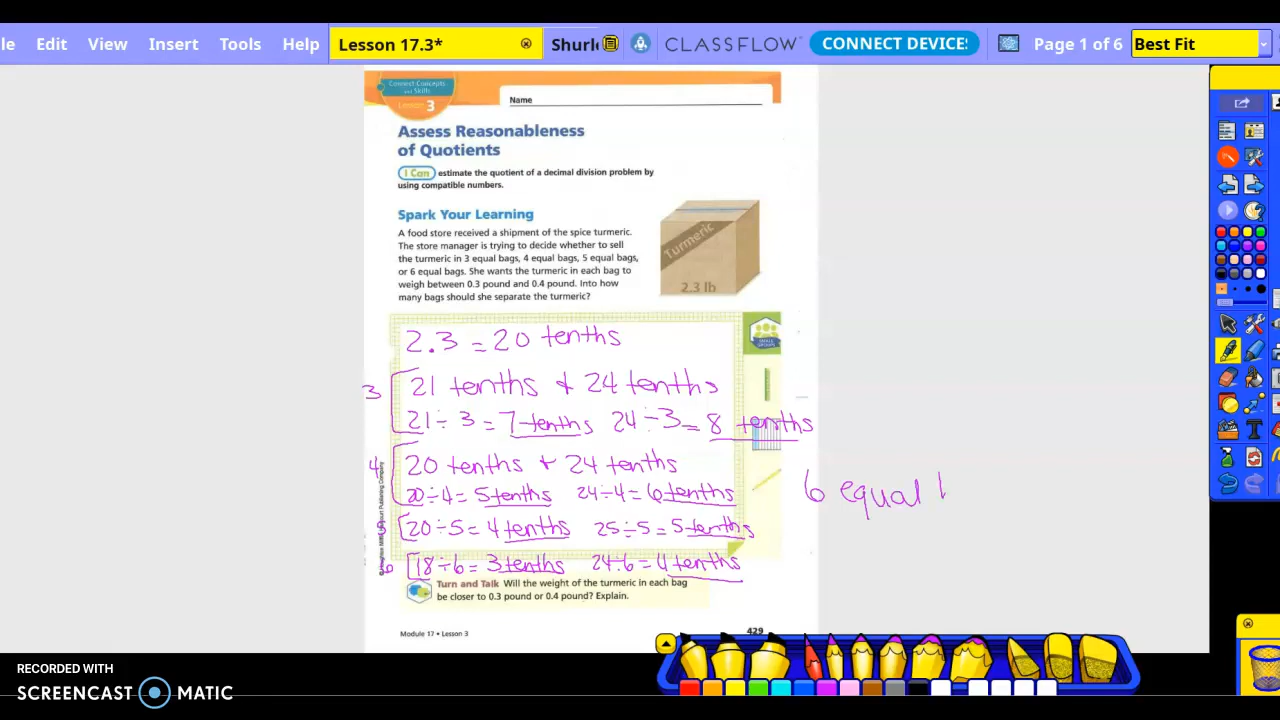 le Edit View Insert Tools Help Lesson 17.3* Shurl CLASSFLOW CONNECT DEVICES Page 1 of 6 Best Fit
Connect Concepts
and Skills
Lesson 3
Name
Assess Reasonableness
of Quotients
I Can estimate the quotient of a decimal division problem by
using compatible numbers.
Spark Your Learning
A food store received a shipment of the spice turmeric.
The store manager is trying to decide whether to sell
the turmeric in 3 equal bags, 4 equal bags, 5 equal bags,
or 6 equal bags. She wants the turmeric in each bag to
weigh between 0.3 pound and 0.4 pound. Into how
many bags should she separate the turmeric?
Turmeric
2.3 lb
2.3 = 20 tenths
3 21 tenths + 24 tenths
21 ÷ 3 = 7 tenths 24 ÷ 3 = 8 tenths
4 20 tenths + 24 tenths
20 ÷ 4 = 5 tenths 24 ÷ 4 = 6 tenths
5 20 ÷ 5 = 4 tenths 25 ÷ 5 = 5 tenths
6 18 ÷ 6 = 3 tenths 24 ÷ 6 = 4 tenths
6 equal
Turn and Talk Will the weight of the turmeric in each bag
be closer to 0.3 pound or 0.4 pound? Explain.
Module 17 • Lesson 3
429
RECORDED WITH
SCREENCAST MATIC